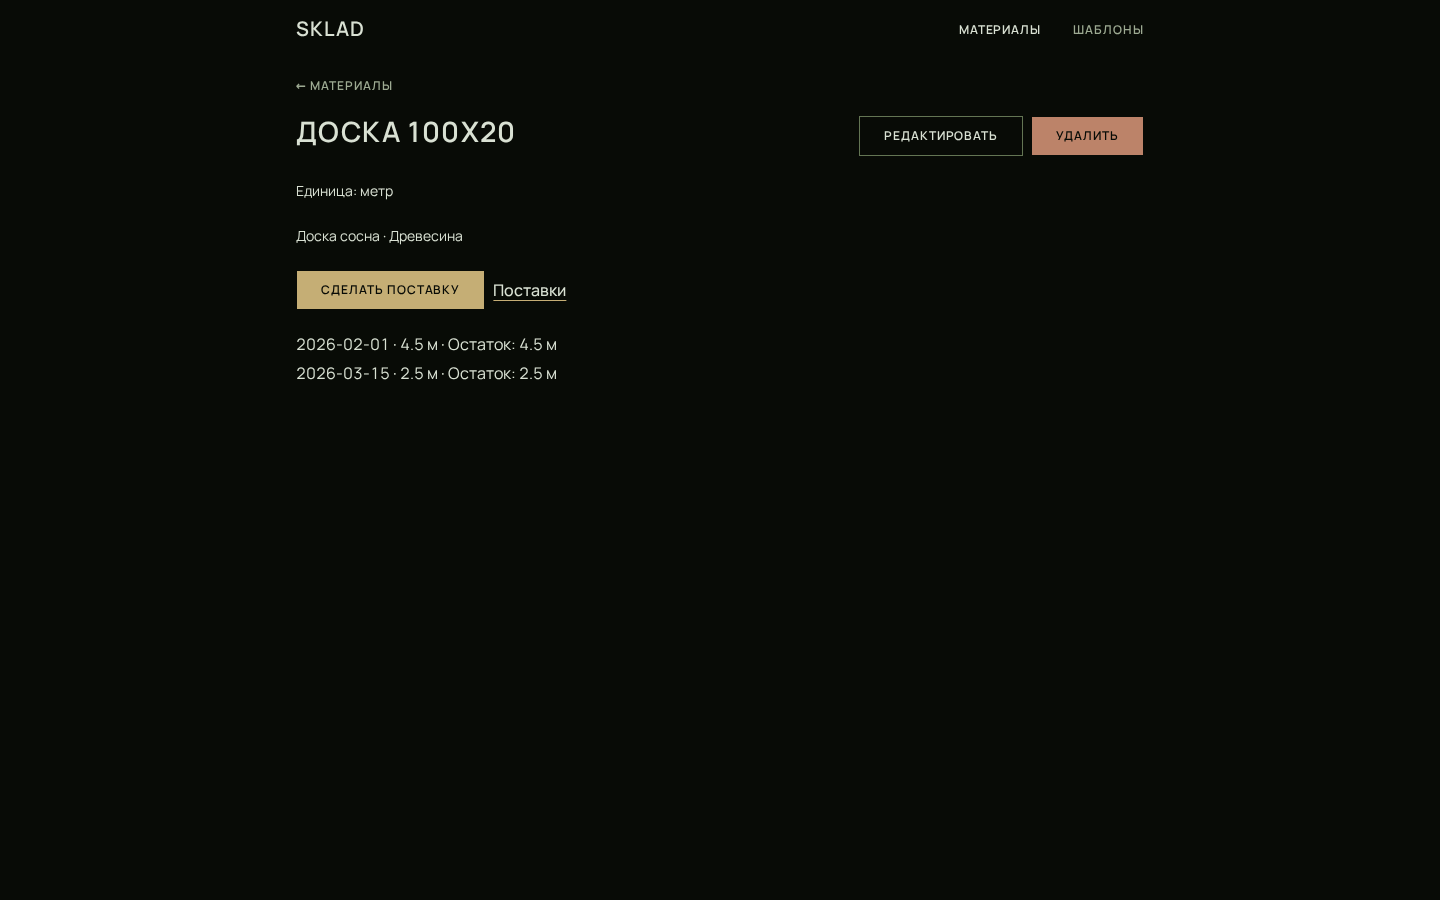 SKLAD
МАТЕРИАЛЫ ШАБЛОНЫ
← МАТЕРИАЛЫ
ДОСКА 100X20
РЕДАКТИРОВАТЬ УДАЛИТЬ
Единица: метр
Доска сосна · Древесина
СДЕЛАТЬ ПОСТАВКУ Поставки
2026-02-01 · 4.5 м · Остаток: 4.5 м
2026-03-15 · 2.5 м · Остаток: 2.5 м